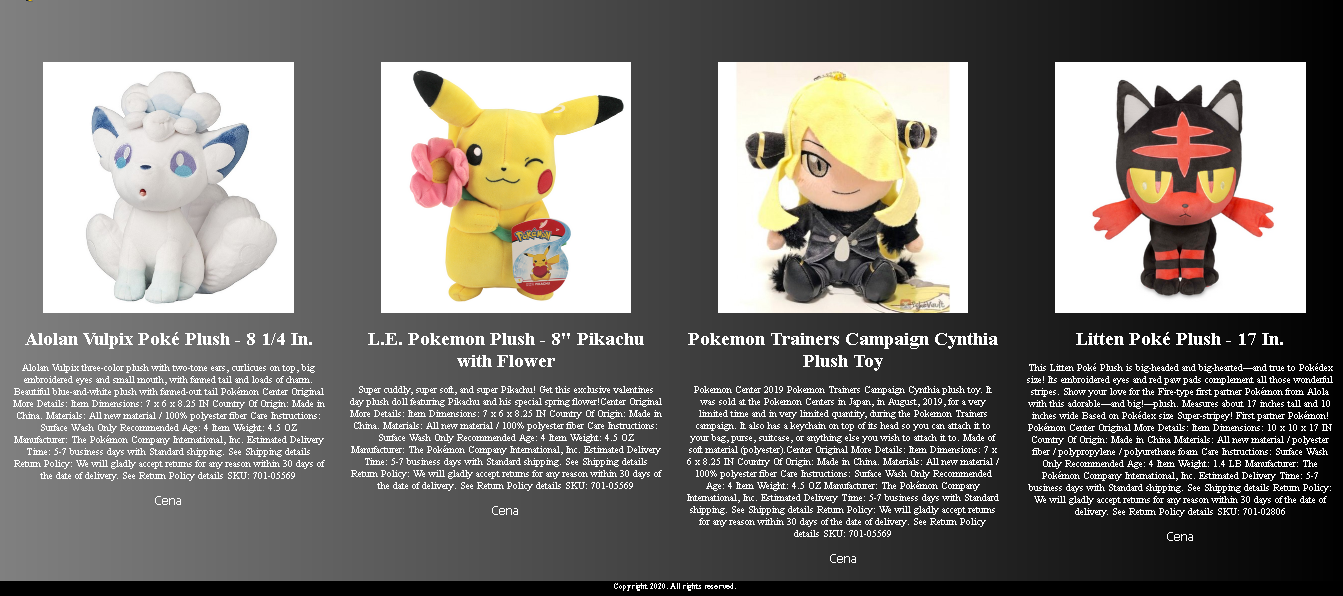 POKéMON
PIKACHU
PokeVault
Alolan Vulpix Poké Plush - 8 1/4 In.
Alolan Vulpix three-color plush with two-tone ears, curlicues on top, big
embroidered eyes and small mouth, with fanned tail and loads of charm.
Beautiful blue-and-white plush with fanned-out tail Pokémon Center Original
More Details: Item Dimensions: 7 x 6 x 8.25 IN Country Of Origin: Made in
China. Materials: All new material / 100% polyester fiber Care Instructions:
Surface Wash Only Recommended Age: 4 Item Weight: 4.5 OZ
Manufacturer: The Pokémon Company International, Inc. Estimated Delivery
Time: 5-7 business days with Standard shipping. See Shipping details
Return Policy: We will gladly accept returns for any reason within 30 days of
the date of delivery. See Return Policy details SKU: 701-05569
Cena
L.E. Pokemon Plush - 8" Pikachu
with Flower
Super cuddly, super soft, and super Pikachu! Get this exclusive valentines
day plush doll featuring Pikachu and his special spring flower!Center Original
More Details: Item Dimensions: 7 x 6 x 8.25 IN Country Of Origin: Made in
China. Materials: All new material / 100% polyester fiber Care Instructions:
Surface Wash Only Recommended Age: 4 Item Weight: 4.5 OZ
Manufacturer: The Pokémon Company International, Inc. Estimated Delivery
Time: 5-7 business days with Standard shipping. See Shipping details
Return Policy: We will gladly accept returns for any reason within 30 days of
the date of delivery. See Return Policy details SKU: 701-05569
Cena
Pokemon Trainers Campaign Cynthia
Plush Toy
Pokemon Center 2019 Pokemon Trainers Campaign Cynthia plush toy. It
was sold at the Pokemon Centers in Japan, in August, 2019, for a very
limited time and in very limited quantity, during the Pokemon Trainers
campaign. It also has a keychain on top of its head so you can attach it to
your bag, purse, suitcase, or anything else you wish to attach it to. Made of
soft material (polyester).Center Original More Details: Item Dimensions: 7 x
6 x 8.25 IN Country Of Origin: Made in China. Materials: All new material /
100% polyester fiber Care Instructions: Surface Wash Only Recommended
Age: 4 Item Weight: 4.5 OZ Manufacturer: The Pokémon Company
International, Inc. Estimated Delivery Time: 5-7 business days with Standard
shipping. See Shipping details Return Policy: We will gladly accept returns
for any reason within 30 days of the date of delivery. See Return Policy
details SKU: 701-05569
Cena
Litten Poké Plush - 17 In.
This Litten Poké Plush is big-headed and big-hearted—and true to Pokédex
size! Its embroidered eyes and red paw pads complement all those wonderful
stripes. Show your love for the Fire-type first partner Pokémon from Alola
with this adorable—and big!—plush. Measures about 17 inches tall and 10
inches wide Based on Pokédex size Super-stripey! First partner Pokémon!
Pokémon Center Original More Details: Item Dimensions: 10 x 10 x 17 IN
Country Of Origin: Made in China Materials: All new material / polyester
fiber / polypropylene / polyurethane foam Care Instructions: Surface Wash
Only Recommended Age: 4 Item Weight: 1.4 LB Manufacturer: The
Pokémon Company International, Inc. Estimated Delivery Time: 5-7
business days with Standard shipping. See Shipping details Return Policy:
We will gladly accept returns for any reason within 30 days of the date of
delivery. See Return Policy details SKU: 701-02806
Cena
Copyright 2020. All rights reserved.